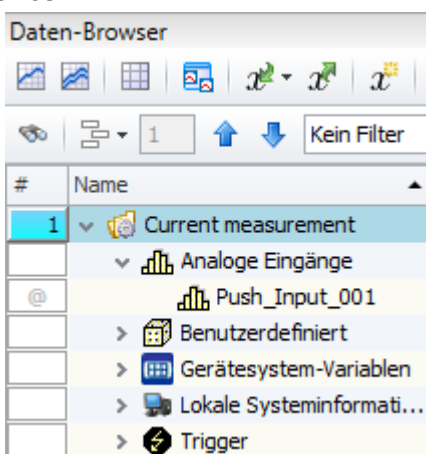 Daten-Browser
1 Kein Filter
# Name
1 Current measurement
Analoge Eingänge
@ Push_Input_001
Benutzerdefiniert
Gerätesystem-Variablen
Lokale Systeminformati...
Trigger